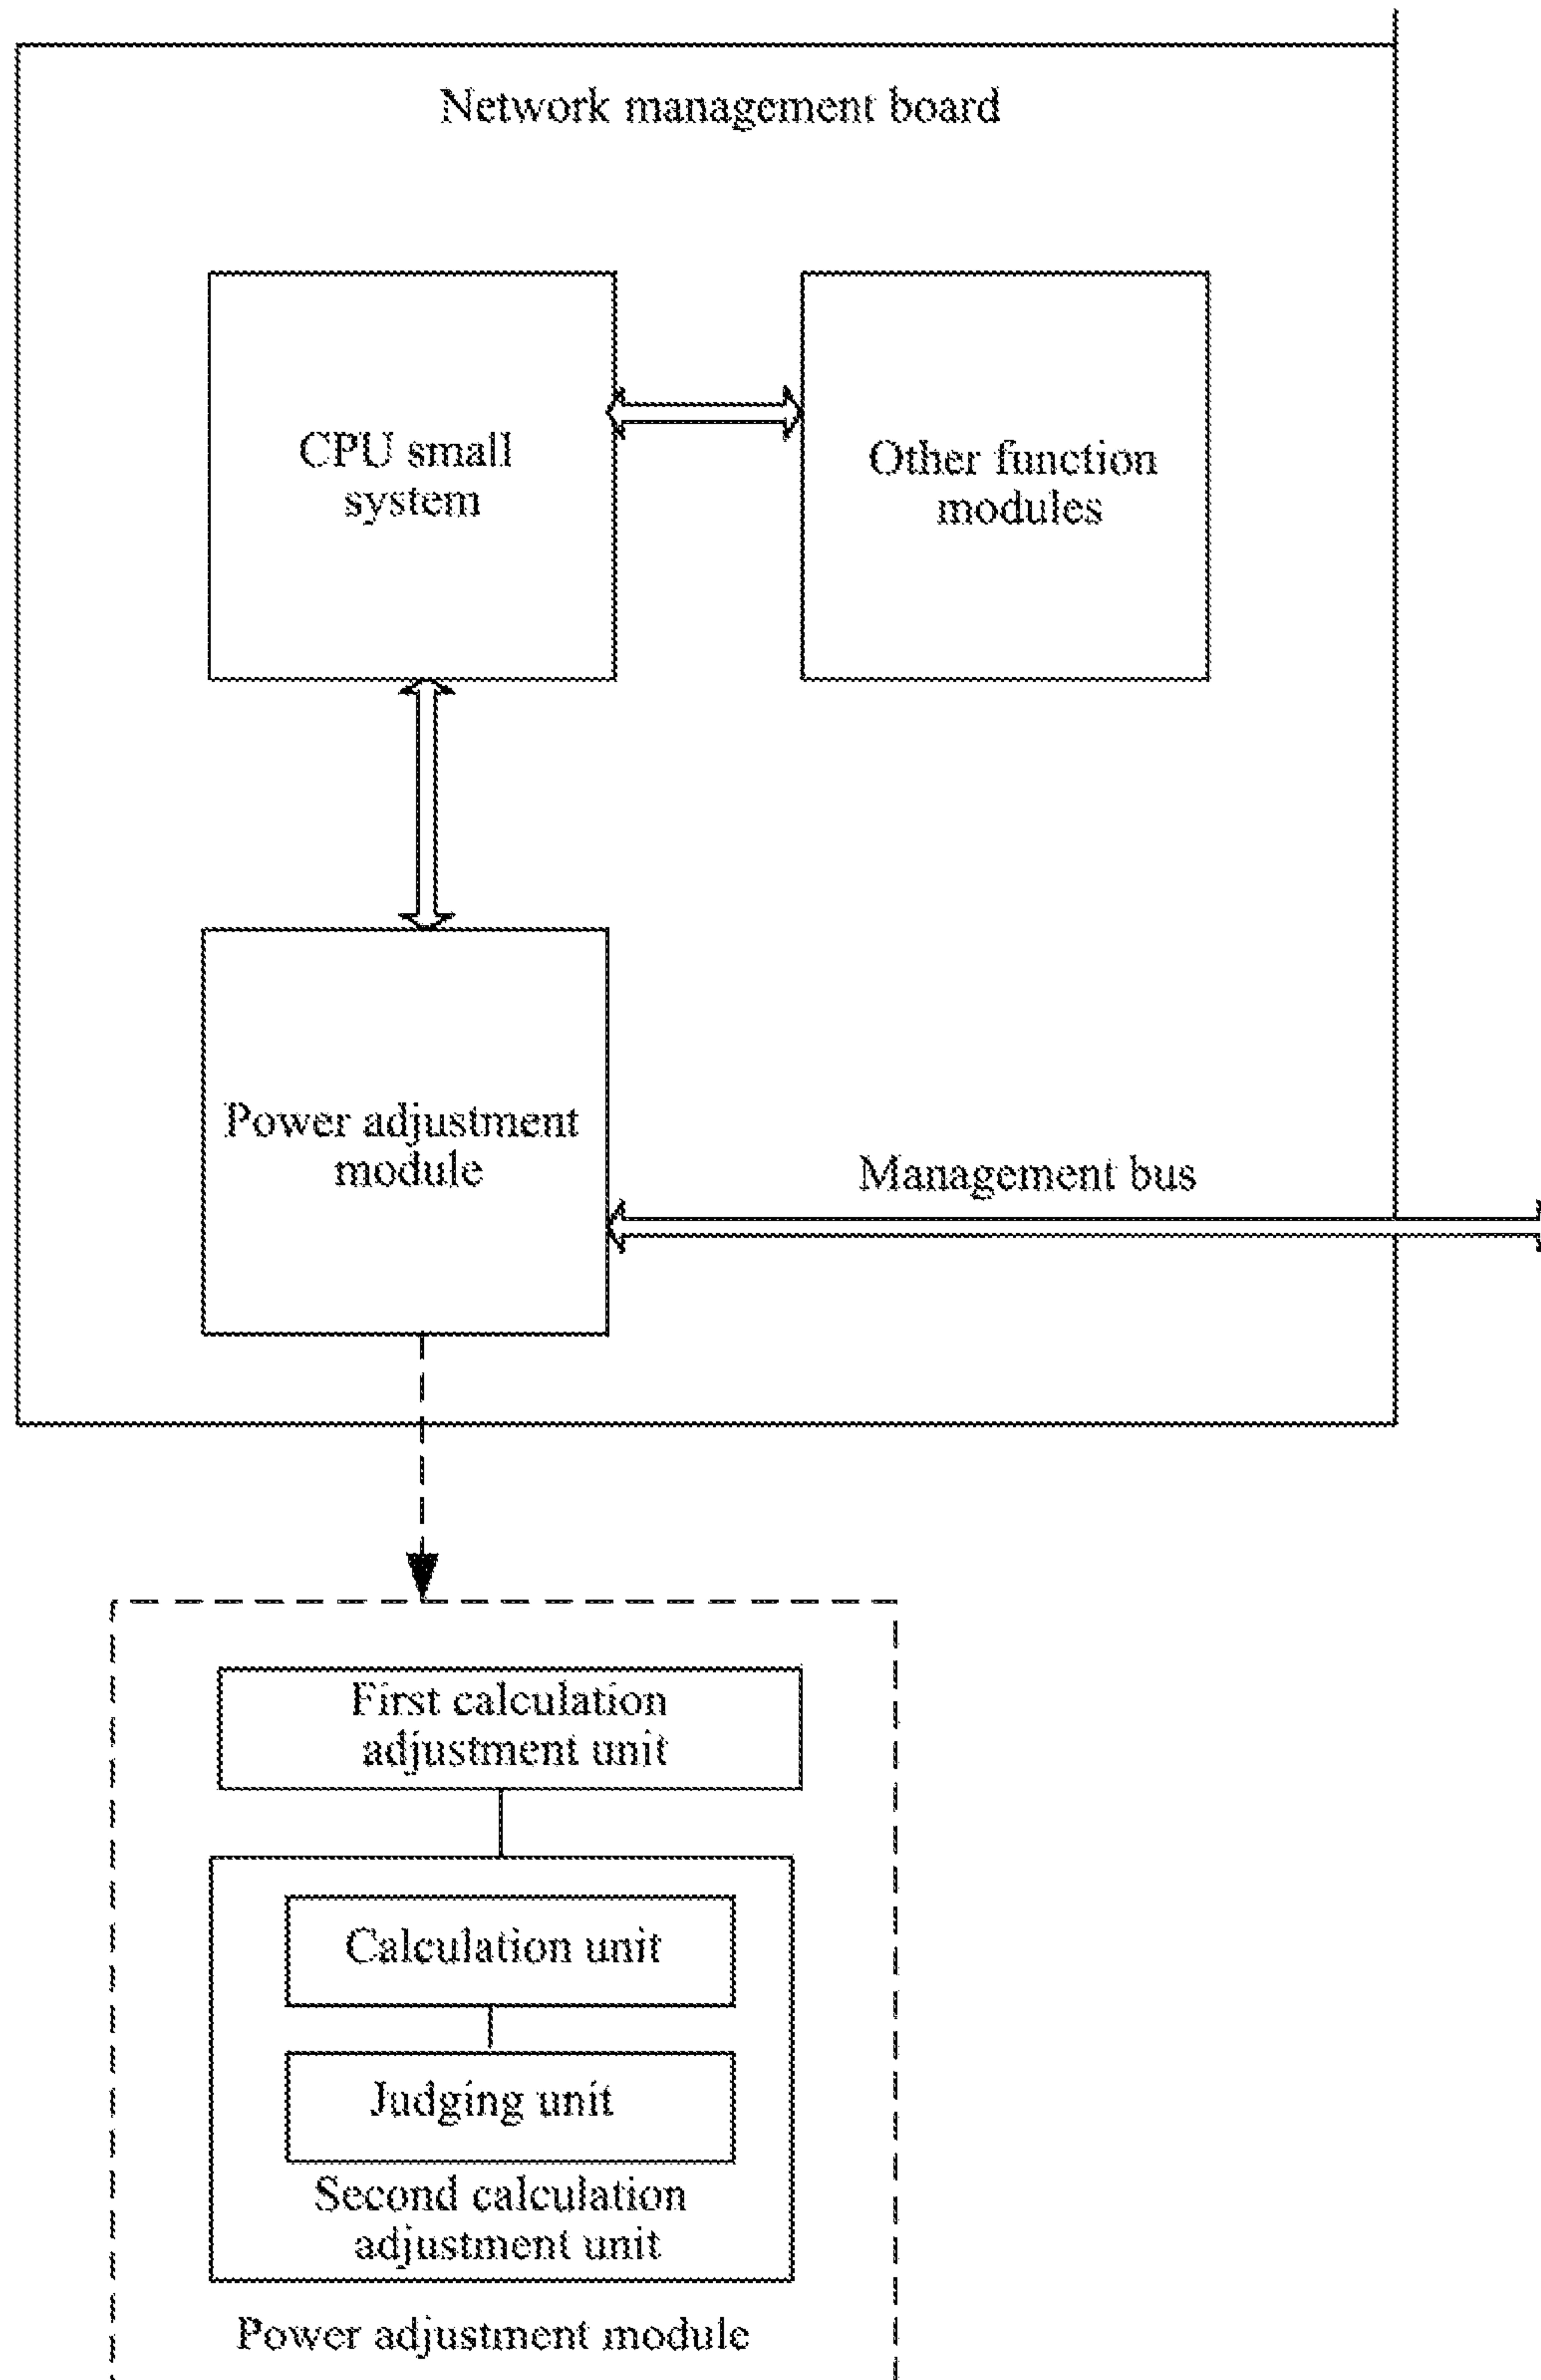 Network management board
CPU small
system
Other function
modules
Power adjustment
module
Management bus
First calculation
adjustment unit
Calculation unit
Judging unit
Second calculation
adjustment unit
Power adjustment module